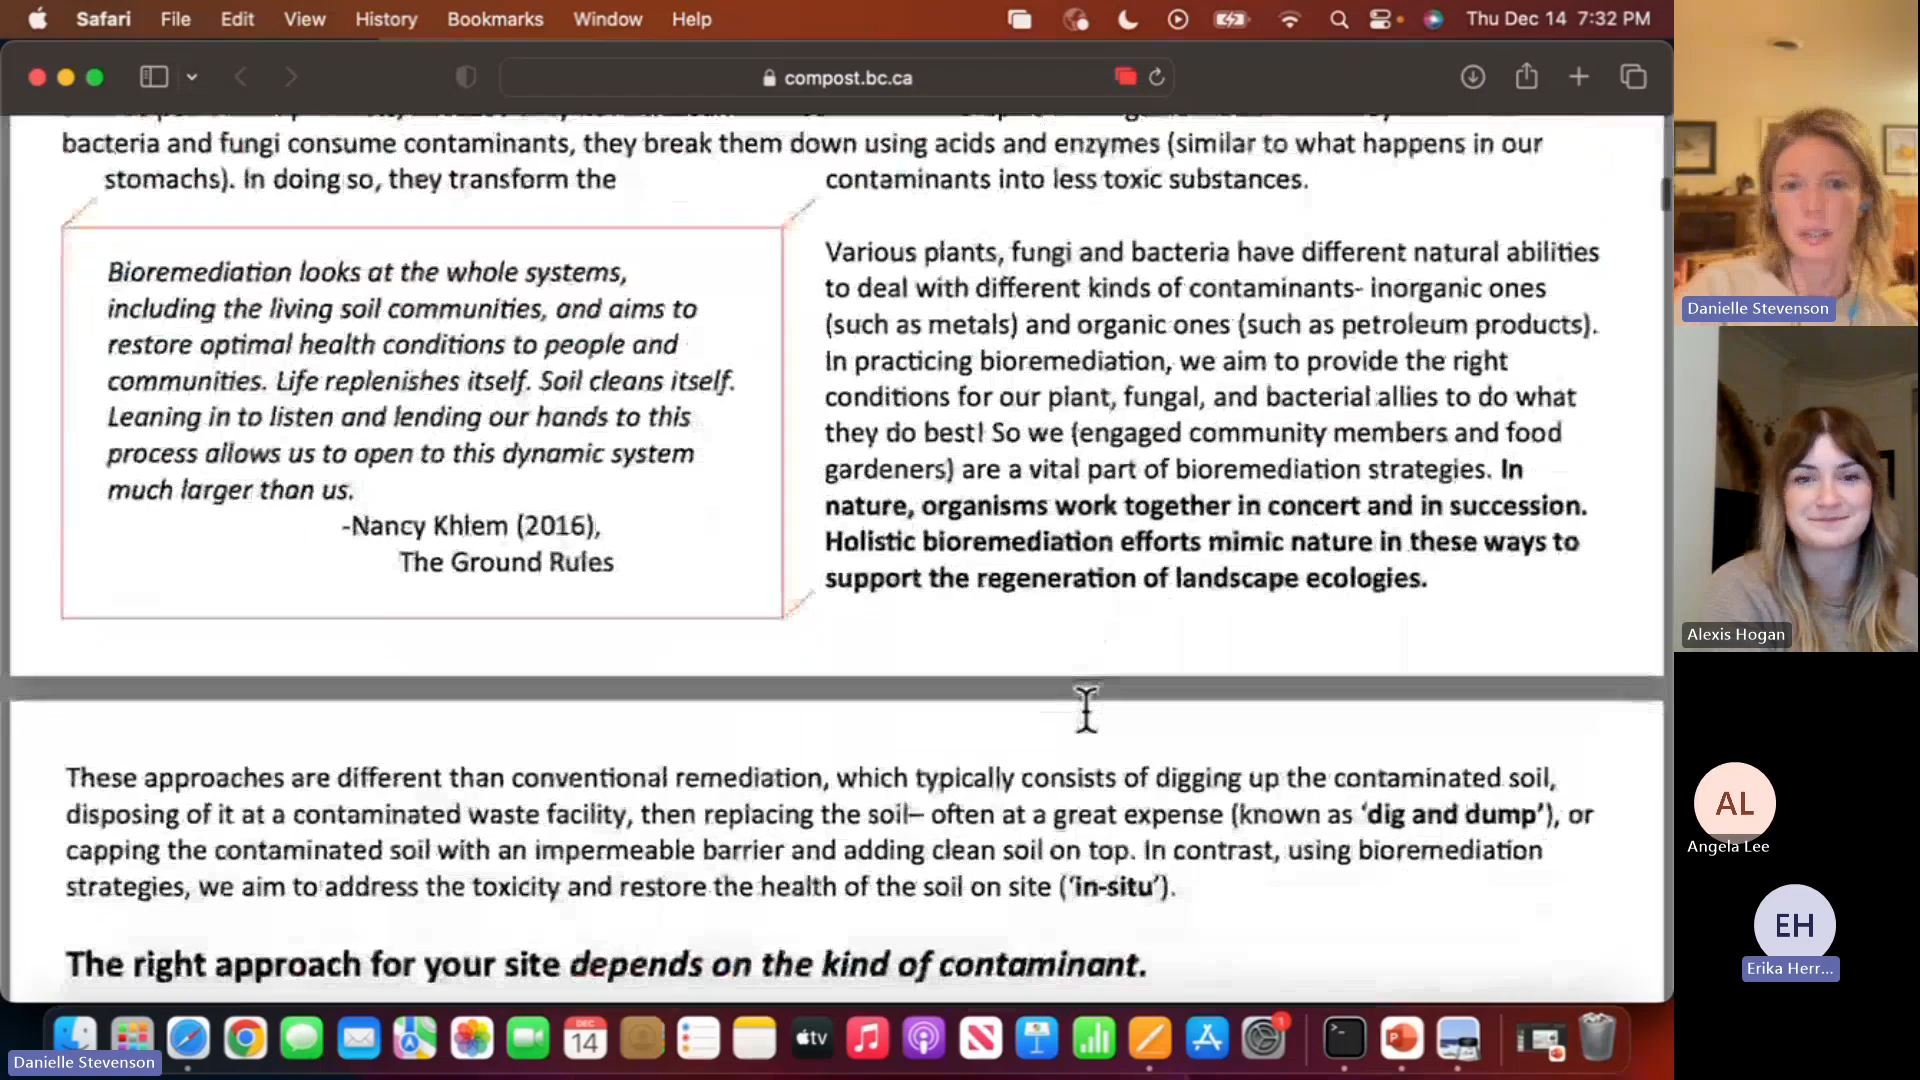 Safari File Edit View History Bookmarks Window Help Thu Dec 14 7:32 PM
compost.bc.ca
bacteria and fungi consume contaminants, they break them down using acids and enzymes (similar to what happens in our
stomachs). In doing so, they transform the
contaminants into less toxic substances.
Bioremediation looks at the whole systems,
including the living soil communities, and aims to
restore optimal health conditions to people and
communities. Life replenishes itself. Soil cleans itself.
Leaning in to listen and lending our hands to this
process allows us to open to this dynamic system
much larger than us.
-Nancy Khlem (2016),
The Ground Rules
Various plants, fungi and bacteria have different natural abilities
to deal with different kinds of contaminants- inorganic ones
(such as metals) and organic ones (such as petroleum products).
In practicing bioremediation, we aim to provide the right
conditions for our plant, fungal, and bacterial allies to do what
they do best! So we (engaged community members and food
gardeners) are a vital part of bioremediation strategies. In
nature, organisms work together in concert and in succession.
Holistic bioremediation efforts mimic nature in these ways to
support the regeneration of landscape ecologies.
These approaches are different than conventional remediation, which typically consists of digging up the contaminated soil,
disposing of it at a contaminated waste facility, then replacing the soil– often at a great expense (known as ‘dig and dump’), or
capping the contaminated soil with an impermeable barrier and adding clean soil on top. In contrast, using bioremediation
strategies, we aim to address the toxicity and restore the health of the soil on site (‘in-situ’).
The right approach for your site depends on the kind of contaminant.
DEC
14
tv
1
Danielle Stevenson
Danielle Stevenson
Alexis Hogan
AL
Angela Lee
EH
Erika Herr...